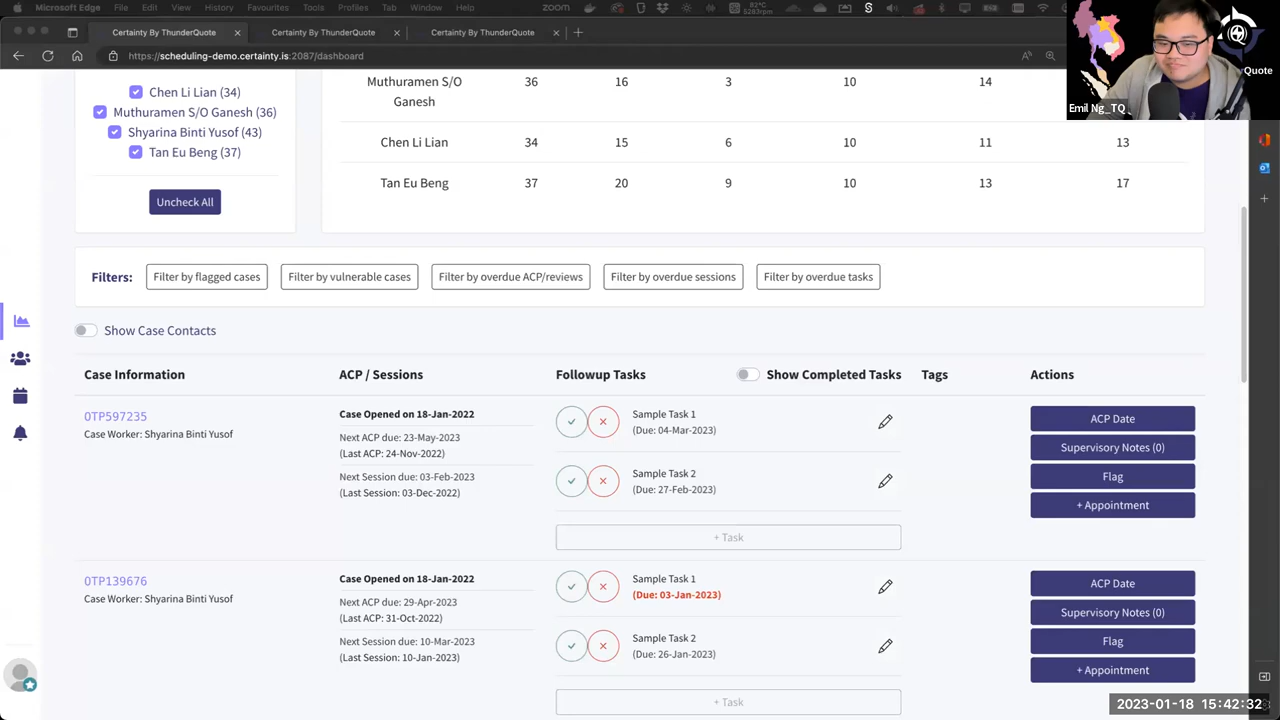 Microsoft Edge File Edit View History Favourites Tools Profiles Tab Window Help
zoom
Certainty By ThunderQuote
Certainty By ThunderQuote
Certainty By ThunderQuote
https://scheduling-demo.certainty.is:2087/dashboard
Quote
Emil Ng_TQ
Chen Li Lian (34)
Muthuramen S/O Ganesh (36)
Shyarina Binti Yusof (43)
Tan Eu Beng (37)
Uncheck All
Muthuramen S/O Ganesh 36 16 3 10 14
Chen Li Lian 34 15 6 10 11 13
Tan Eu Beng 37 20 9 10 13 17
Filters: Filter by flagged cases Filter by vulnerable cases Filter by overdue ACP/reviews Filter by overdue sessions Filter by overdue tasks
Show Case Contacts
Case Information ACP / Sessions Followup Tasks Show Completed Tasks Tags Actions
0TP597235
Case Worker: Shyarina Binti Yusof
Case Opened on 18-Jan-2022
Next ACP due: 23-May-2023
(Last ACP: 24-Nov-2022)
Next Session due: 03-Feb-2023
(Last Session: 03-Dec-2022)
Sample Task 1
(Due: 04-Mar-2023)
Sample Task 2
(Due: 27-Feb-2023)
+ Task
ACP Date
Supervisory Notes (0)
Flag
+ Appointment
0TP139676
Case Worker: Shyarina Binti Yusof
Case Opened on 18-Jan-2022
Next ACP due: 29-Apr-2023
(Last ACP: 31-Oct-2022)
Next Session due: 10-Mar-2023
(Last Session: 10-Jan-2023)
Sample Task 1
(Due: 03-Jan-2023)
Sample Task 2
(Due: 26-Jan-2023)
+ Task
ACP Date
Supervisory Notes (0)
Flag
+ Appointment
2023-01-18 15:42:32